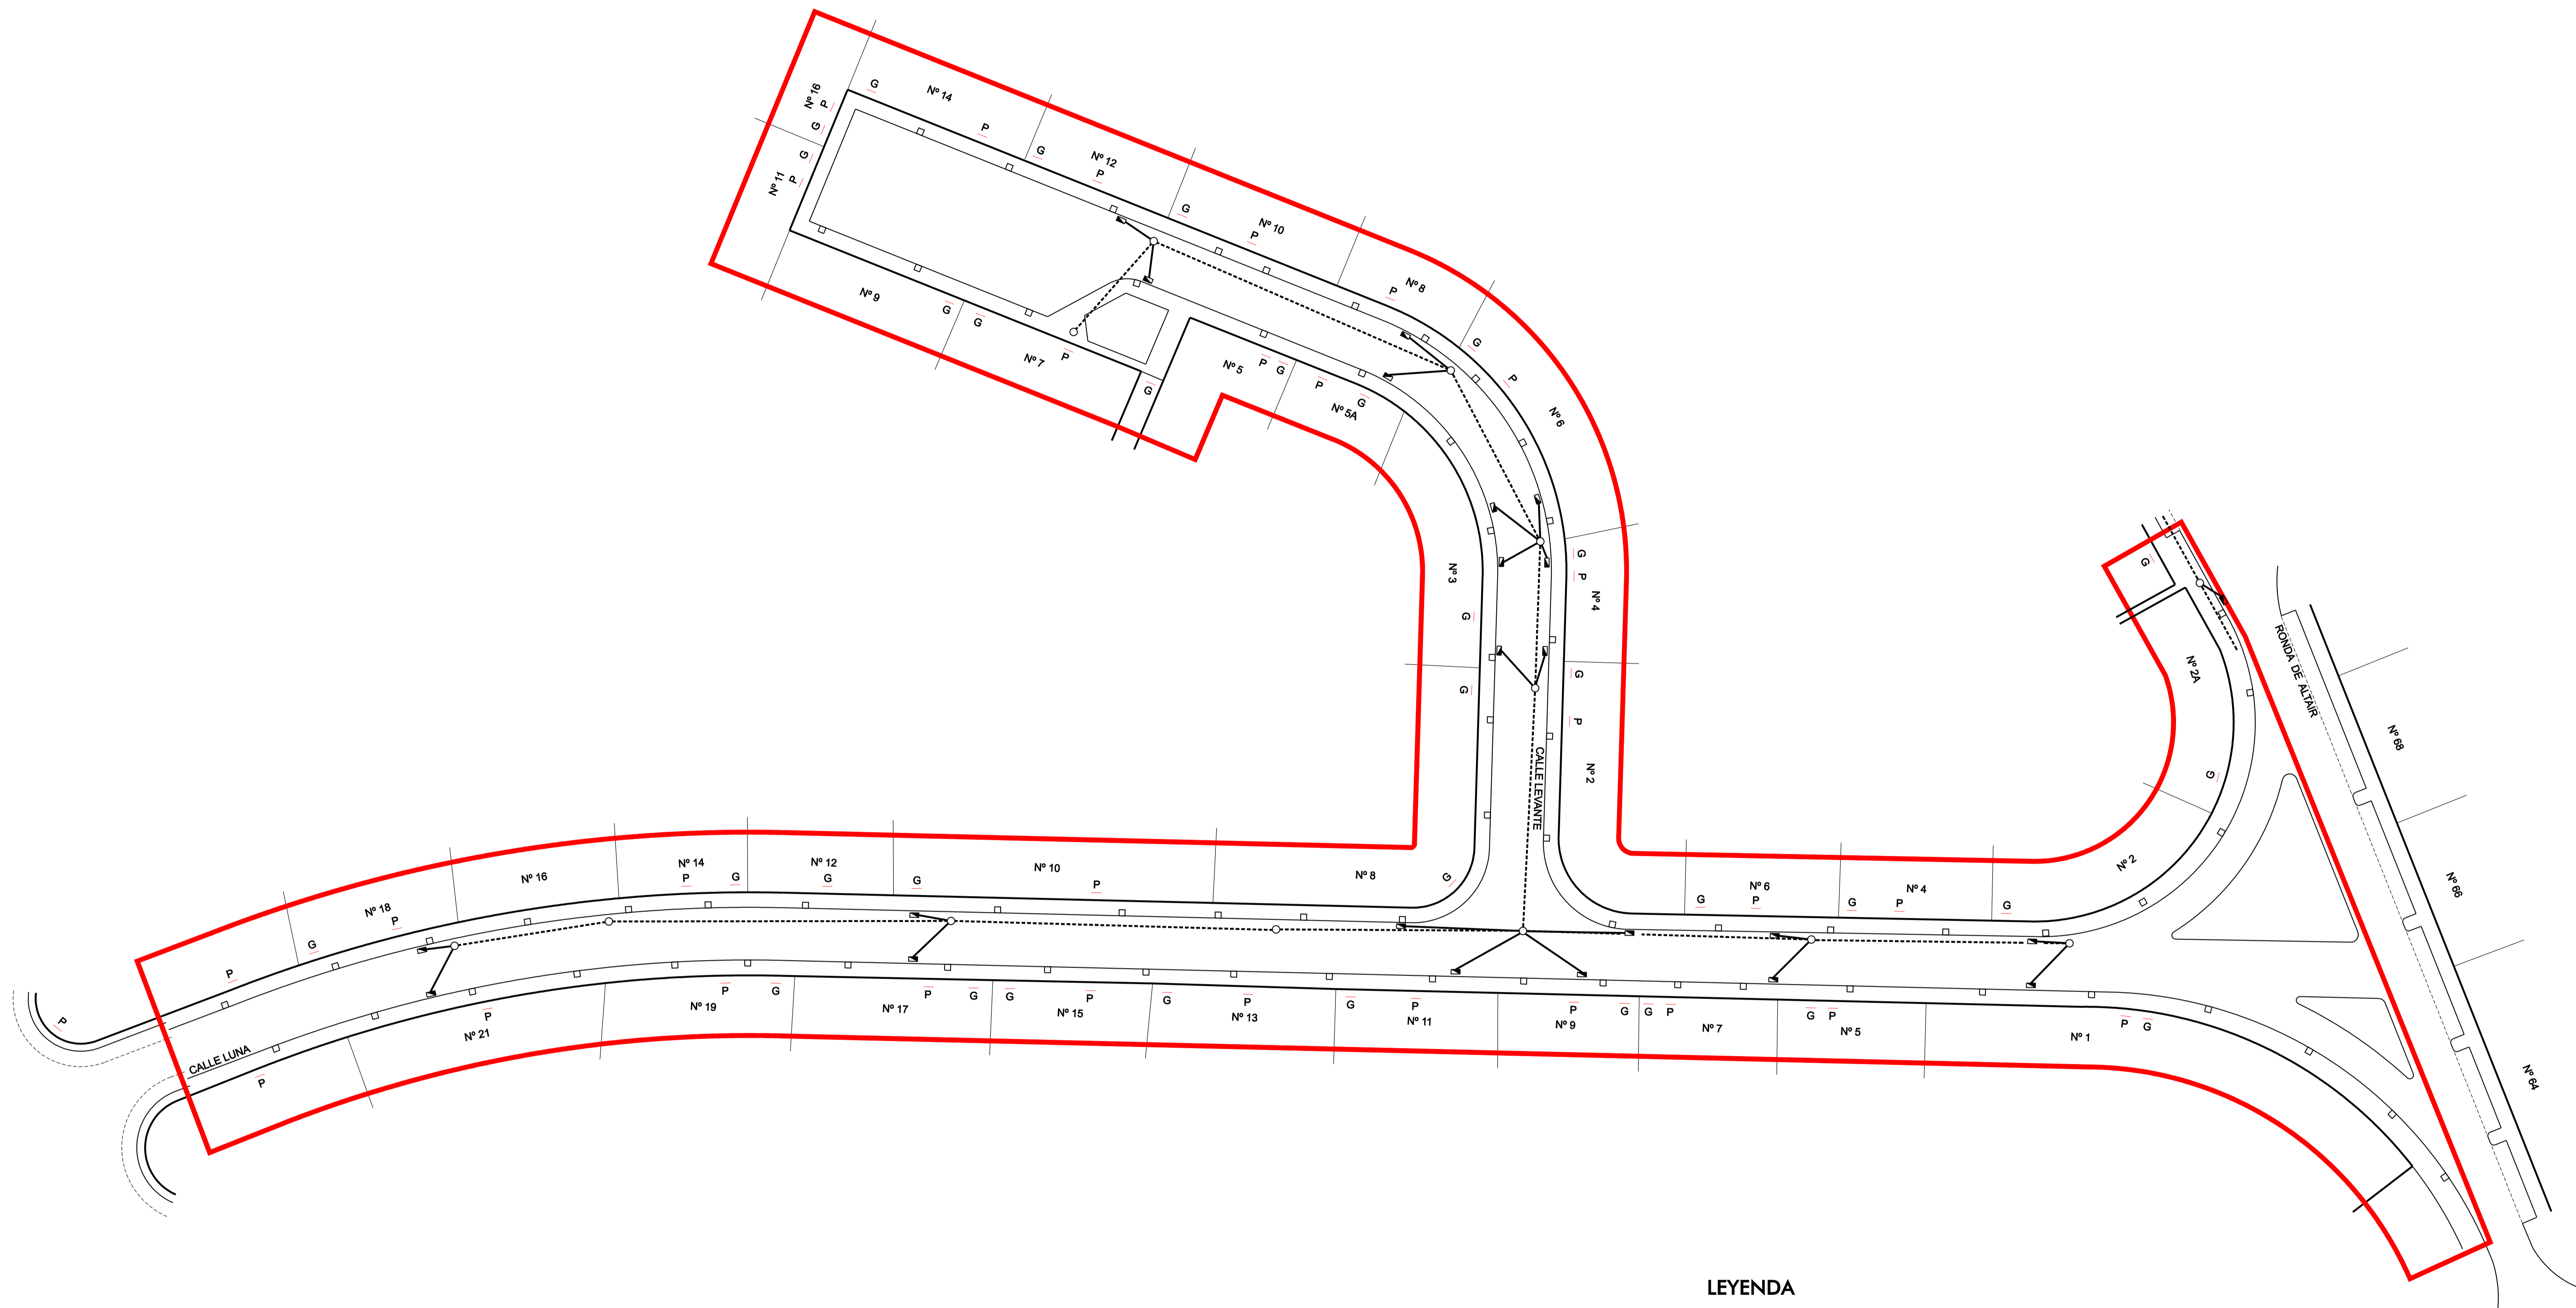 G
Nº 14
P
Nº 16
P
G
G
P
Nº 11
G
Nº 12
P
G
Nº 10
P
Nº 8
P
G
P
Nº 6
Nº 9
G
G
Nº 7
P
G
Nº 5
P
G
P
G
Nº 5A
Nº 3
G
G
G
P
Nº 4
G
P
Nº 2
CALLE LEVANTE
G
Nº 2A
G
Nº 2
RONDA DE ALTAIR
Nº 68
Nº 66
Nº 64
P
P
G
Nº 18
P
Nº 16
Nº 14
P
G
Nº 12
G
G
Nº 10
P
Nº 8
G
G
Nº 6
P
G
Nº 4
P
G
CALLE LUNA
P
P
Nº 21
Nº 19
P
G
Nº 17
P
G
G
P
Nº 15
G
P
Nº 13
G
P
Nº 11
P
Nº 9
G
G
P
Nº 7
G
P
Nº 5
Nº 1
P
G
LEYENDA